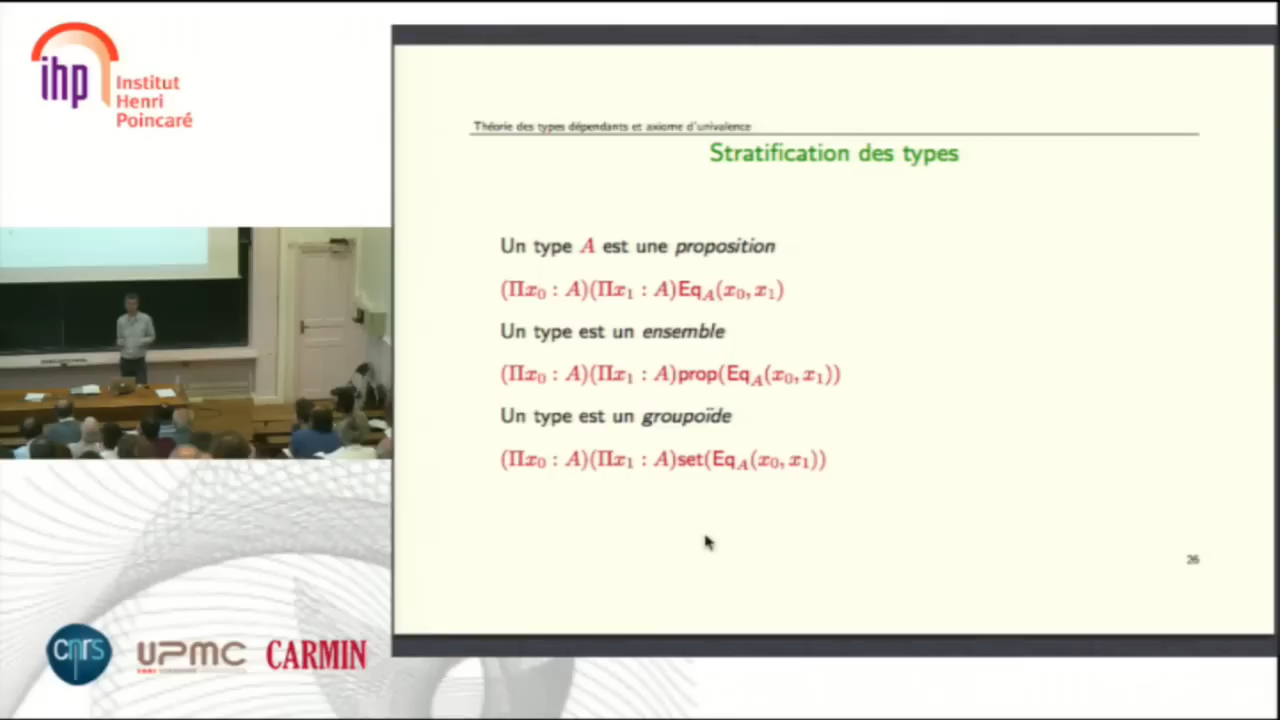 ihp
Institut
Henri
Poincaré
Théorie des types dépendants et axiome d'univalence
Stratification des types
Un type A est une proposition
(Πx₀ : A)(Πx₁ : A)Eq_A(x₀, x₁)
Un type est un ensemble
(Πx₀ : A)(Πx₁ : A)prop(Eq_A(x₀, x₁))
Un type est un groupoïde
(Πx₀ : A)(Πx₁ : A)set(Eq_A(x₀, x₁))
26
cnrs
UPMC
CARMIN